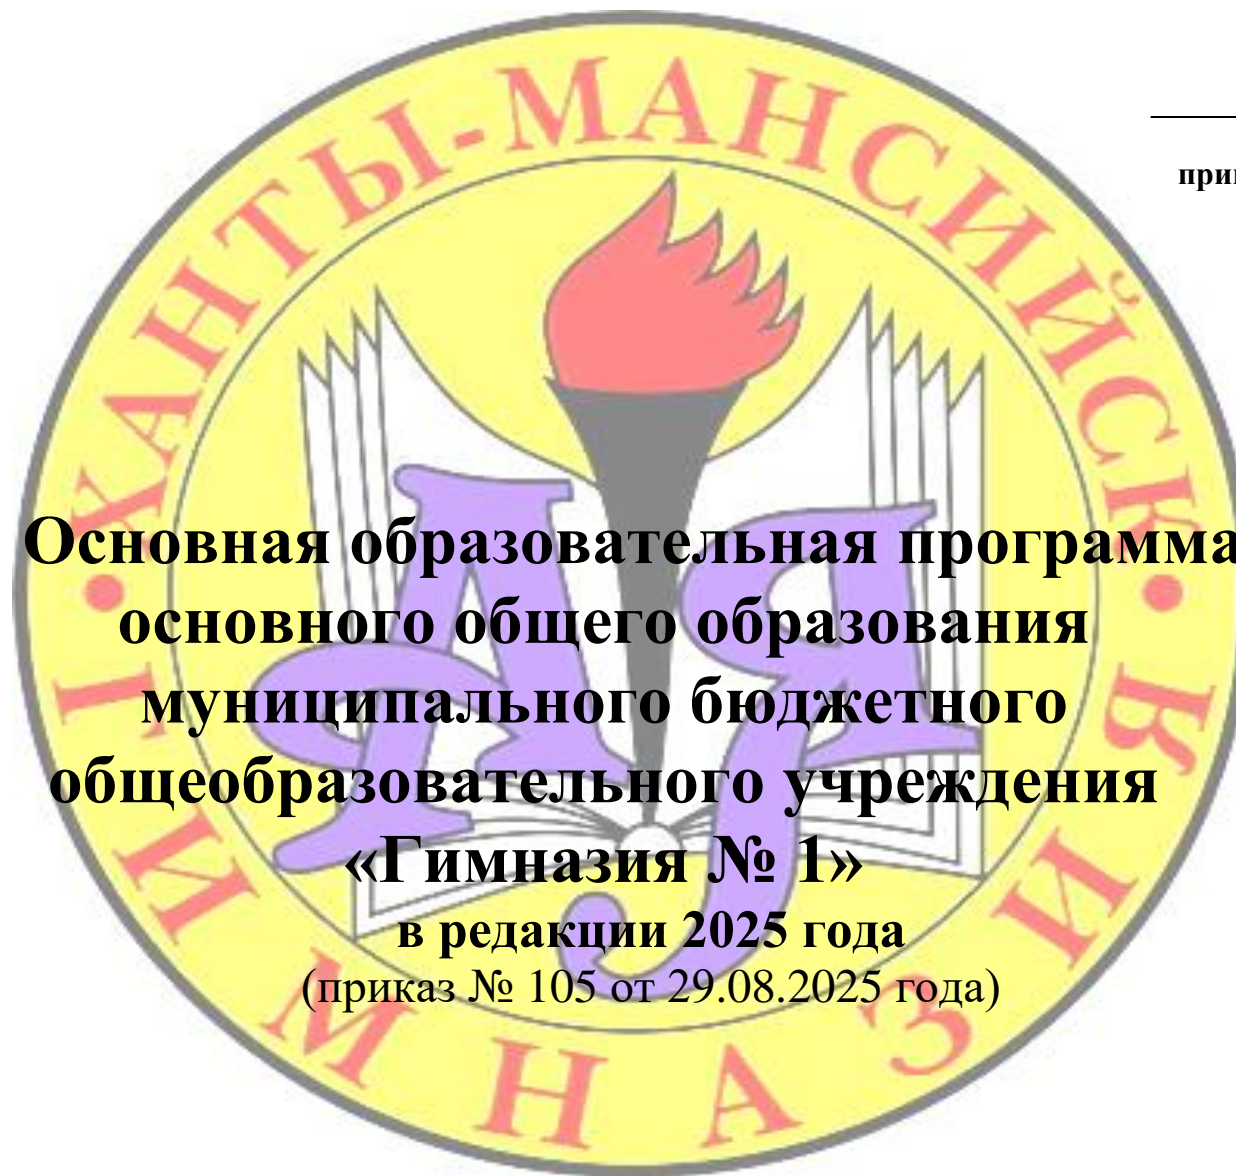 ХАНТЫ-МАНСИЙСК
Основная образовательная программа
основного общего образования
муниципального бюджетного
общеобразовательного учреждения
«Гимназия № 1»
в редакции 2025 года
(приказ № 105 от 29.08.2025 года)
АЯ